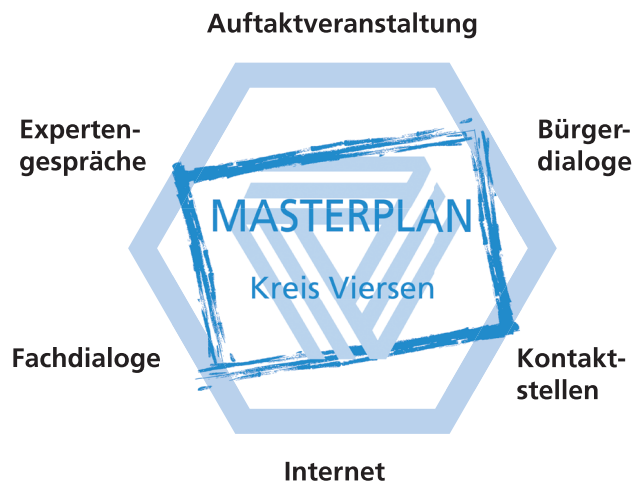 Auftaktveranstaltung
Experten-
gespräche
Bürger-
dialoge
MASTERPLAN
Kreis Viersen
Fachdialoge
Kontakt-
stellen
Internet